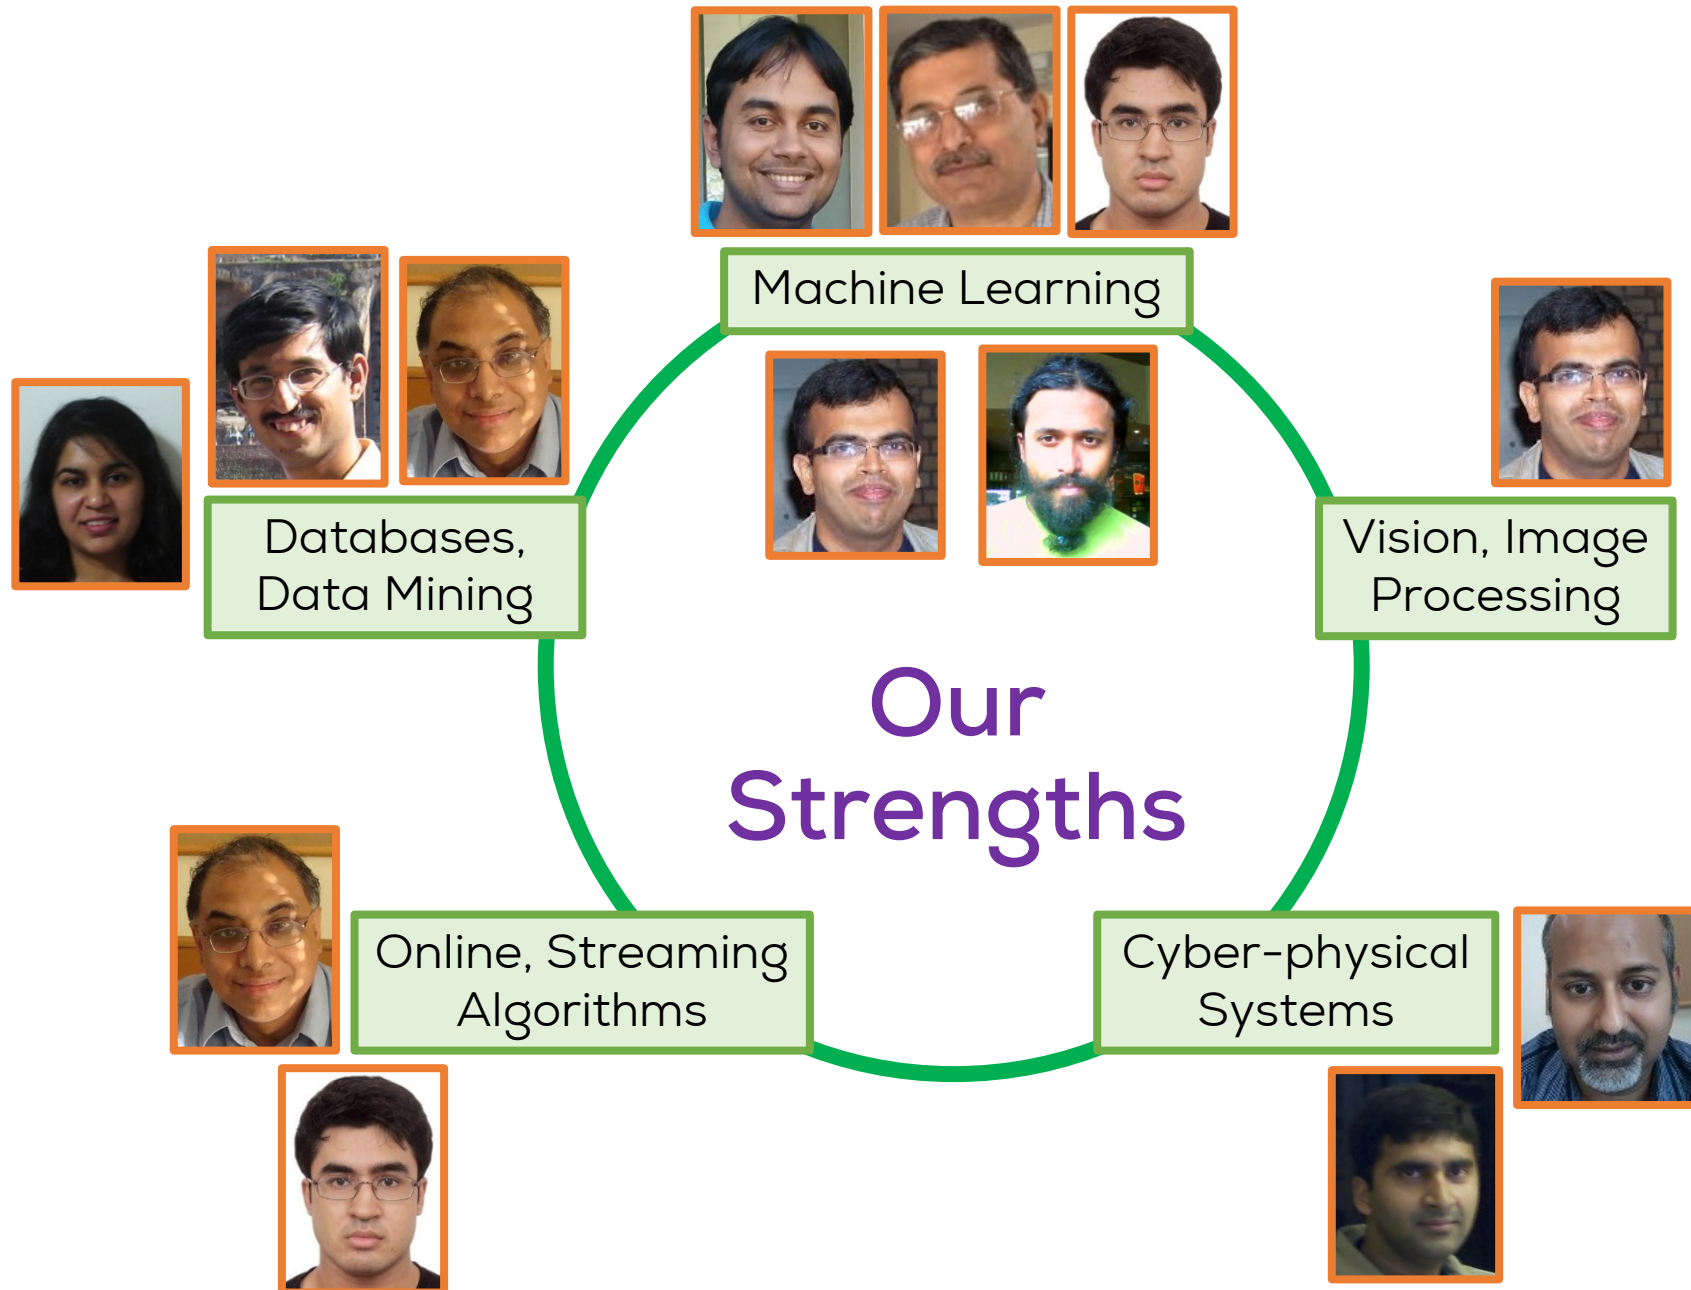 Machine Learning
Databases,
Data Mining
Vision, Image
Processing
Our
Strengths
Online, Streaming
Algorithms
Cyber-physical
Systems